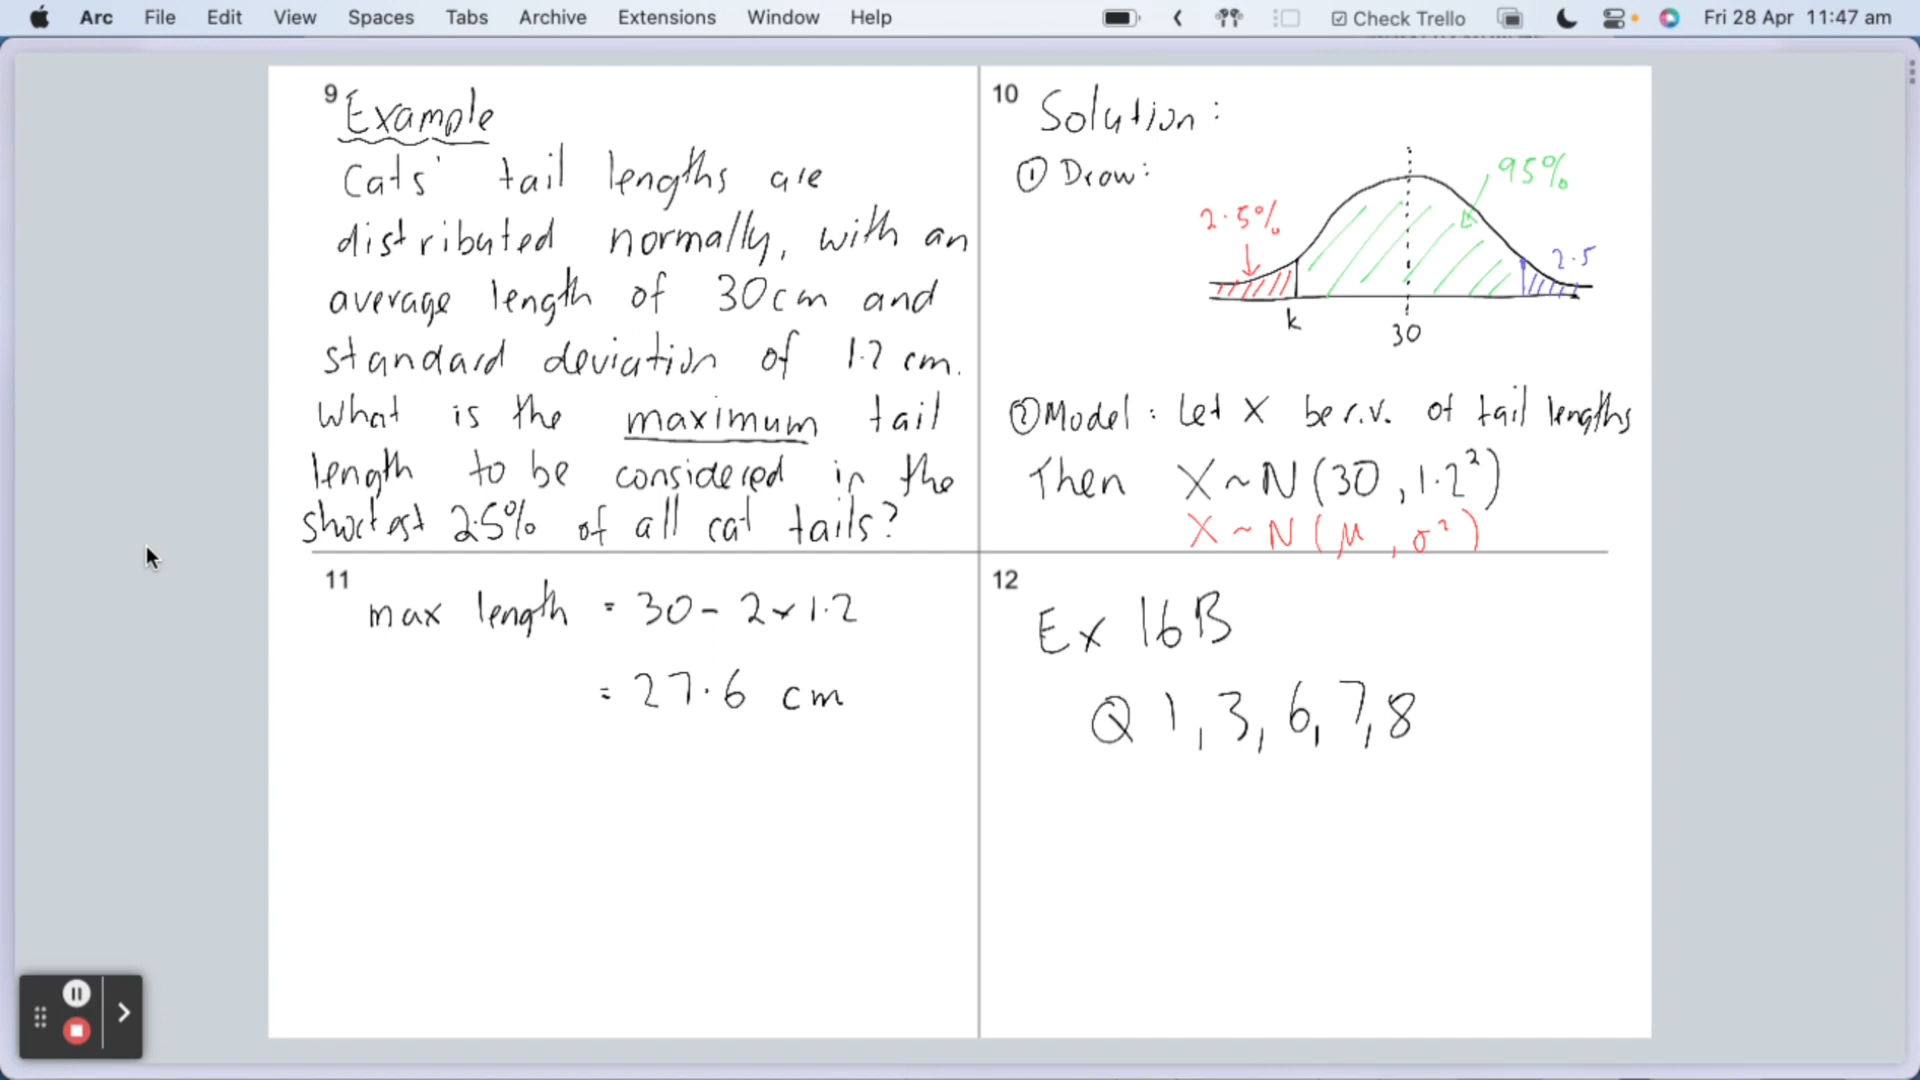 Arc File Edit View Spaces Tabs Archive Extensions Window Help Check Trello Fri 28 Apr 11:47 am
9 Example
Cats' tail lengths are
distributed normally, with an
average length of 30cm and
standard deviation of 1.2 cm.
What is the maximum tail
length to be considered in the
shortest 2.5% of all cat tails?
10 Solution:
① Draw:
95%
2.5%
2.5
k
30
② Model: Let X be r.v. of tail lengths
Then X ~ N (30, 1.2²)
X ~ N (μ, σ²)
11
max length = 30 - 2 × 1.2
= 27.6 cm
12
Ex 16B
Q 1, 3, 6, 7, 8